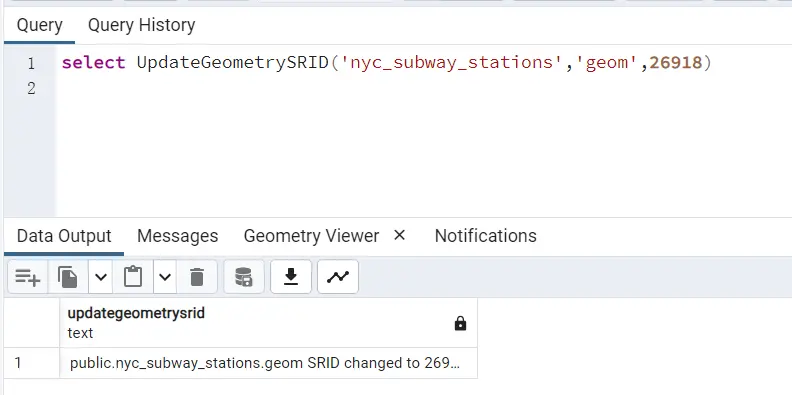 Query Query History
1 select UpdateGeometrySRID('nyc_subway_stations','geom',26918)
2
Data Output Messages Geometry Viewer × Notifications
updategeometrysrid
text
1 public.nyc_subway_stations.geom SRID changed to 269...